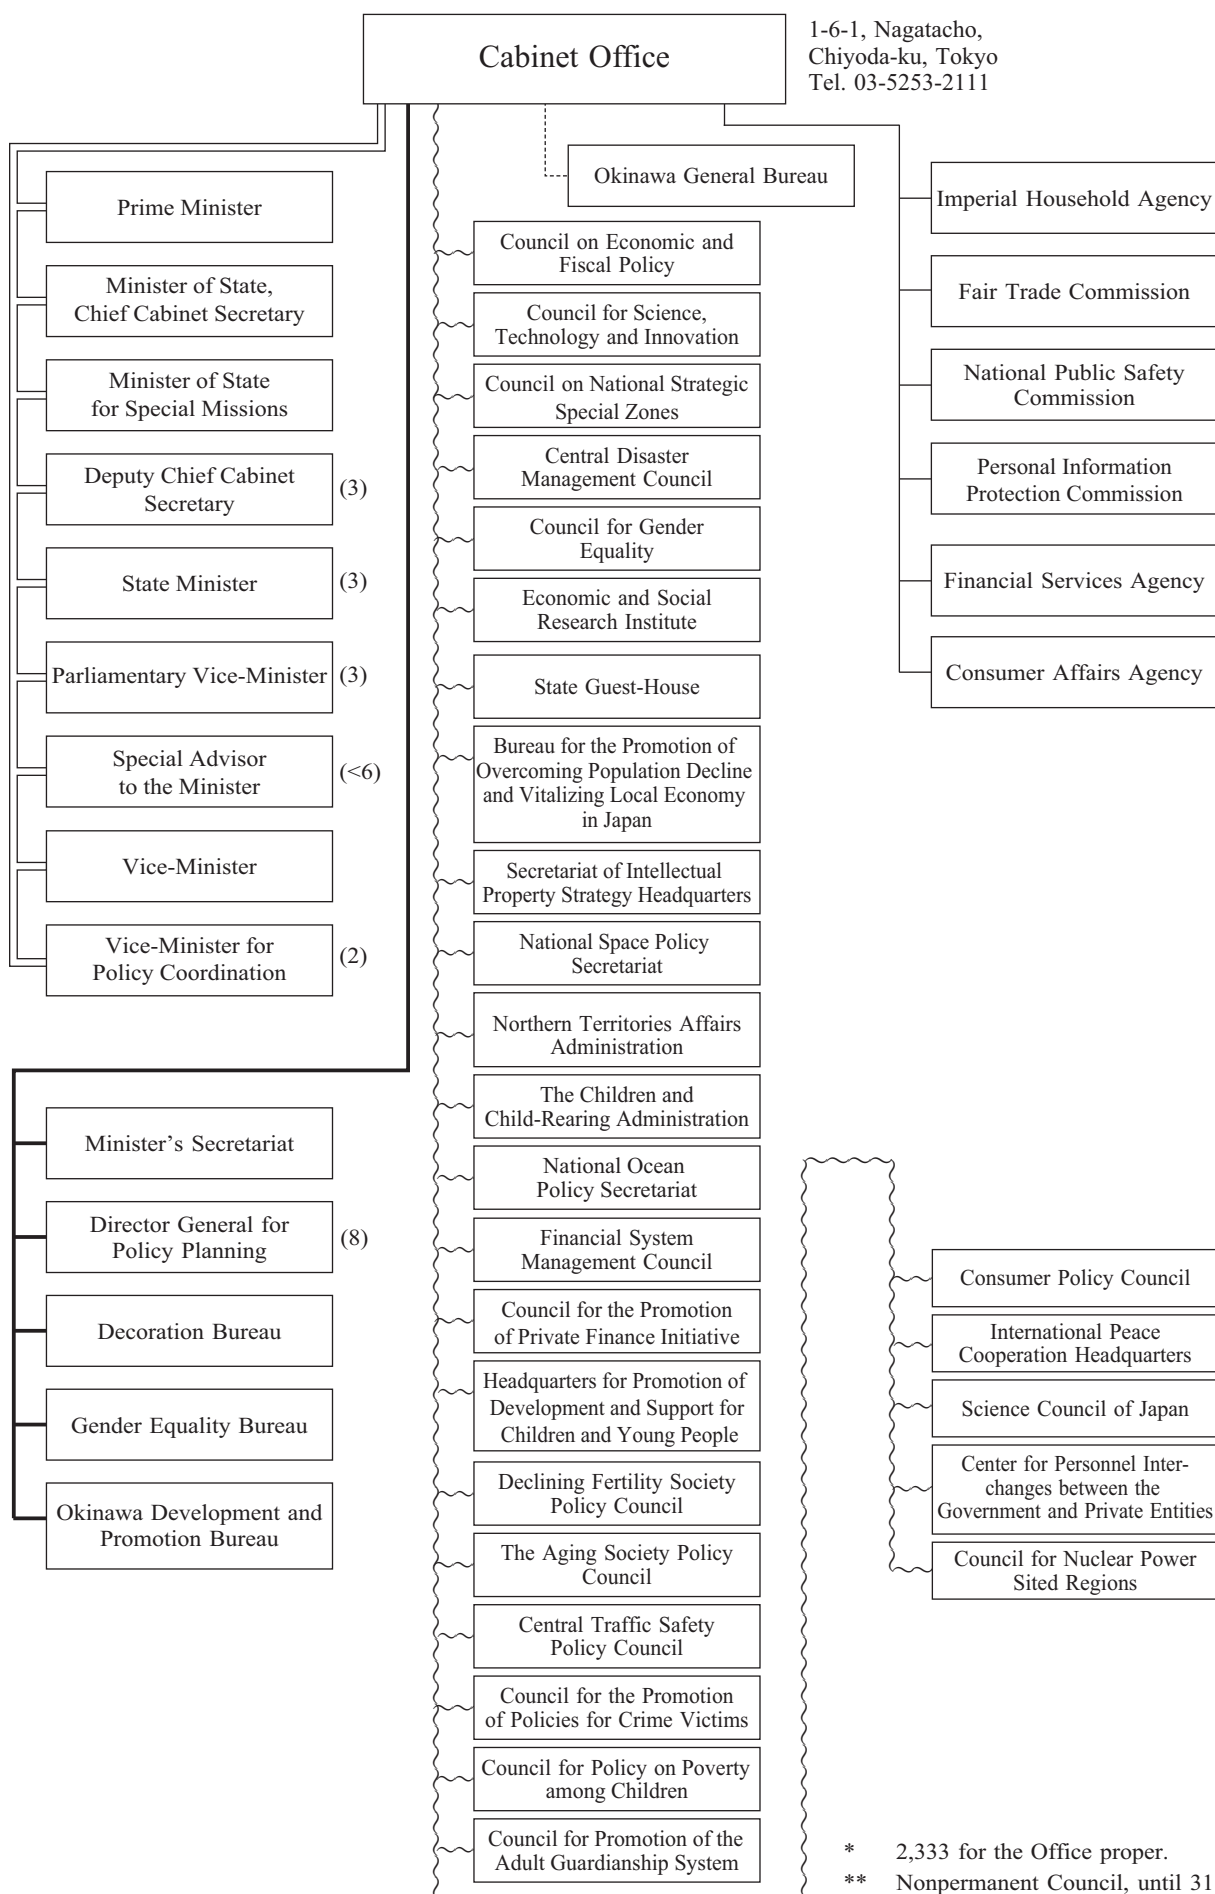 Cabinet Office
1-6-1, Nagatacho,
Chiyoda-ku, Tokyo
Tel. 03-5253-2111
Prime Minister
Minister of State,
Chief Cabinet Secretary
Minister of State
for Special Missions
Deputy Chief Cabinet
Secretary
(3)
State Minister
(3)
Parliamentary Vice-Minister
(3)
Special Advisor
to the Minister
(<6)
Vice-Minister
Vice-Minister for
Policy Coordination
(2)
Minister's Secretariat
Director General for
Policy Planning
(8)
Decoration Bureau
Gender Equality Bureau
Okinawa Development and
Promotion Bureau
Okinawa General Bureau
Council on Economic and
Fiscal Policy
Council for Science,
Technology and Innovation
Council on National Strategic
Special Zones
Central Disaster
Management Council
Council for Gender
Equality
Economic and Social
Research Institute
State Guest-House
Bureau for the Promotion of
Overcoming Population Decline
and Vitalizing Local Economy
in Japan
Secretariat of Intellectual
Property Strategy Headquarters
National Space Policy
Secretariat
Northern Territories Affairs
Administration
The Children and
Child-Rearing Administration
National Ocean
Policy Secretariat
Financial System
Management Council
Council for the Promotion
of Private Finance Initiative
Headquarters for Promotion of
Development and Support for
Children and Young People
Declining Fertility Society
Policy Council
The Aging Society Policy
Council
Central Traffic Safety
Policy Council
Council for the Promotion
of Policies for Crime Victims
Council for Policy on Poverty
among Children
Council for Promotion of the
Adult Guardianship System
Imperial Household Agency
Fair Trade Commission
National Public Safety
Commission
Personal Information
Protection Commission
Financial Services Agency
Consumer Affairs Agency
Consumer Policy Council
International Peace
Cooperation Headquarters
Science Council of Japan
Center for Personnel Inter-
changes between the
Government and Private Entities
Council for Nuclear Power
Sited Regions
* 2,333 for the Office proper.
** Nonpermanent Council, until 31